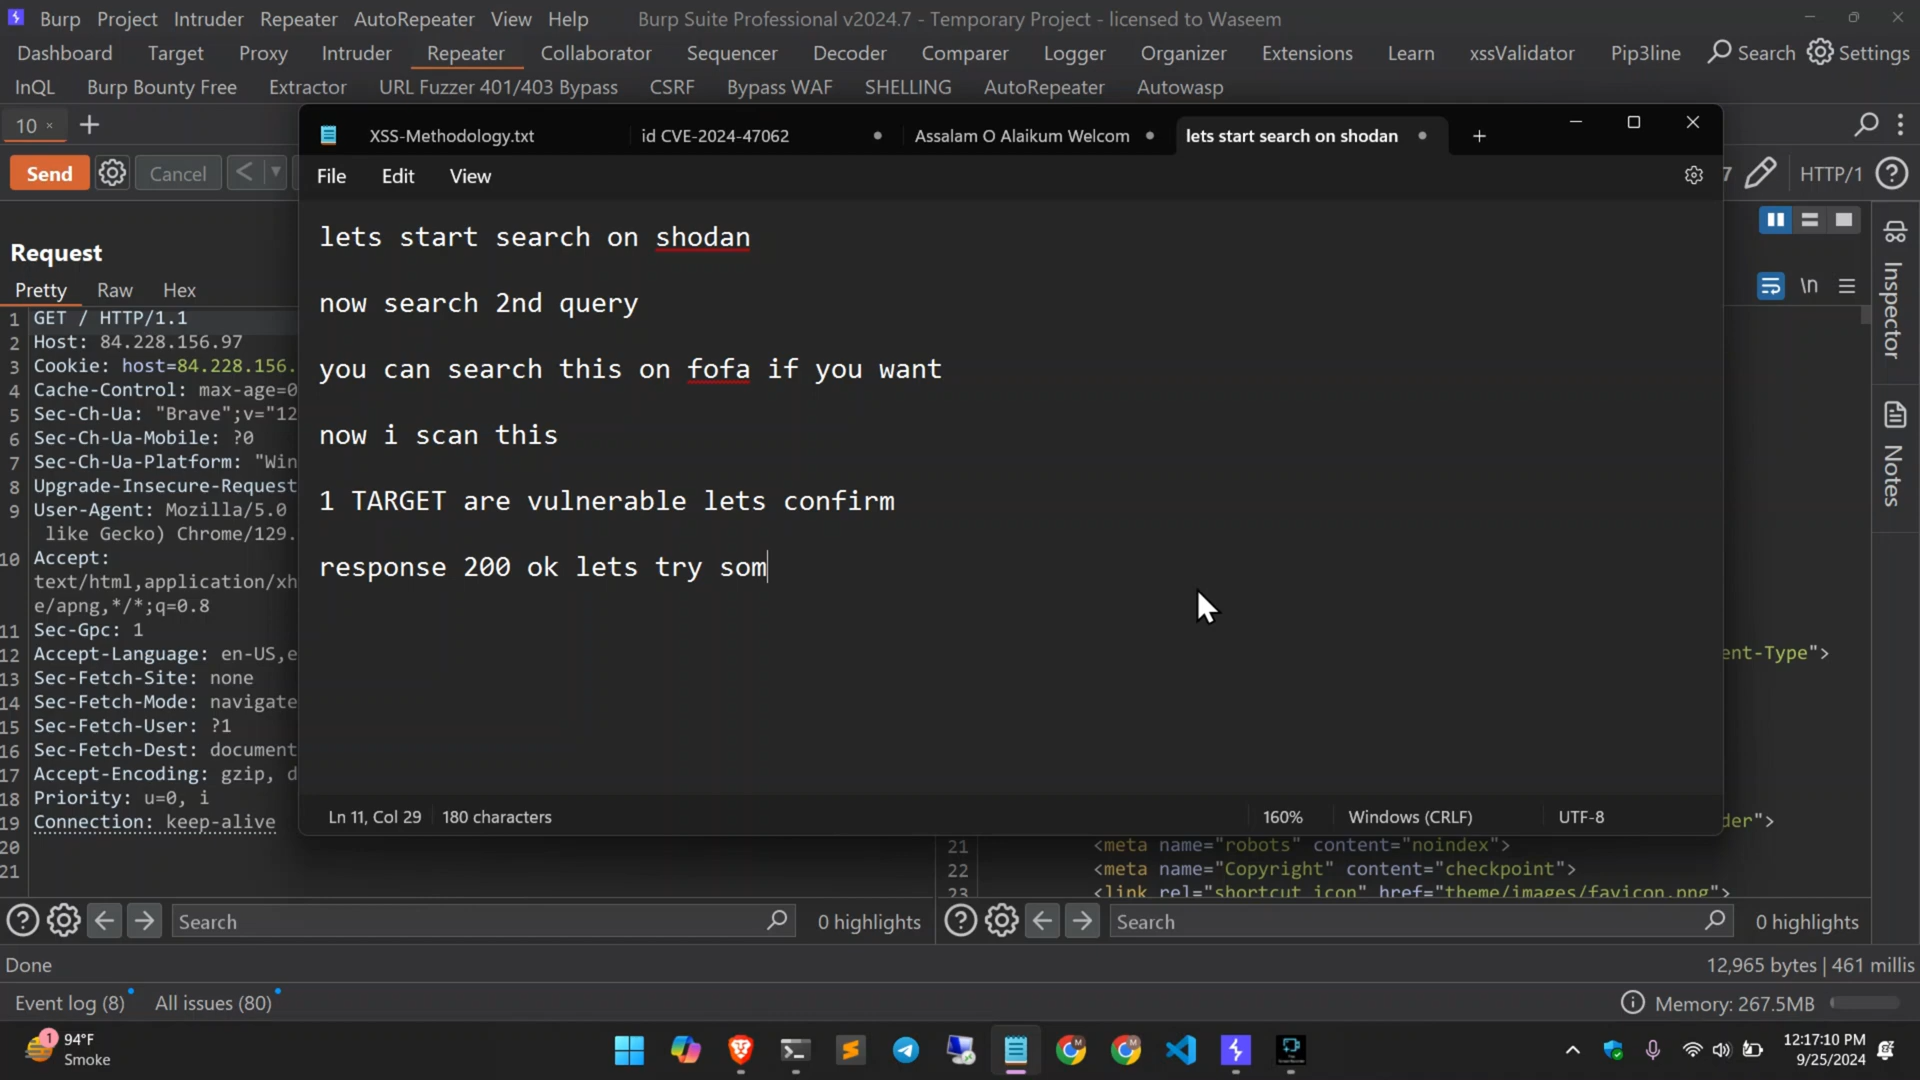 Burp Project Intruder Repeater AutoRepeater View Help Burp Suite Professional v2024.7 - Temporary Project - licensed to Waseem
Dashboard Target Proxy Intruder Repeater Collaborator Sequencer Decoder Comparer Logger Organizer Extensions Learn xssValidator Pip3line Search Settings
InQL Burp Bounty Free Extractor URL Fuzzer 401/403 Bypass CSRF Bypass WAF SHELLING AutoRepeater Autowasp
10 × +
XSS-Methodology.txt id CVE-2024-47062 Assalam O Alaikum Welcom lets start search on shodan
Send Cancel < HTTP/1 ?
File Edit View
lets start search on shodan
now search 2nd query
you can search this on fofa if you want
now i scan this
1 TARGET are vulnerable lets confirm
response 200 ok lets try som
Ln 11, Col 29 180 characters 160% Windows (CRLF) UTF-8
Request
Pretty Raw Hex
\n
Inspector
Notes
1 GET / HTTP/1.1
2 Host: 84.228.156.97
3 Cookie: host=84.228.156.
4 Cache-Control: max-age=0
5 Sec-Ch-Ua: "Brave";v="12
6 Sec-Ch-Ua-Mobile: ?0
7 Sec-Ch-Ua-Platform: "Win
8 Upgrade-Insecure-Request
9 User-Agent: Mozilla/5.0
like Gecko) Chrome/129.
10 Accept:
text/html,application/xh
e/apng,*/*;q=0.8
11 Sec-Gpc: 1
12 Accept-Language: en-US,e
13 Sec-Fetch-Site: none
14 Sec-Fetch-Mode: navigate
15 Sec-Fetch-User: ?1
16 Sec-Fetch-Dest: document
17 Accept-Encoding: gzip, d
18 Priority: u=0, i
19 Connection: keep-alive
20
21
ent-Type">
der">
21 <meta name="robots" content="noindex">
22 <meta name="Copyright" content="checkpoint">
23 <link rel="shortcut icon" href="theme/images/favicon.png">
Search 0 highlights Search 0 highlights
Done 12,965 bytes | 461 millis
Event log (8) All issues (80) Memory: 267.5MB
1 94°F
Smoke
12:17:10 PM
9/25/2024